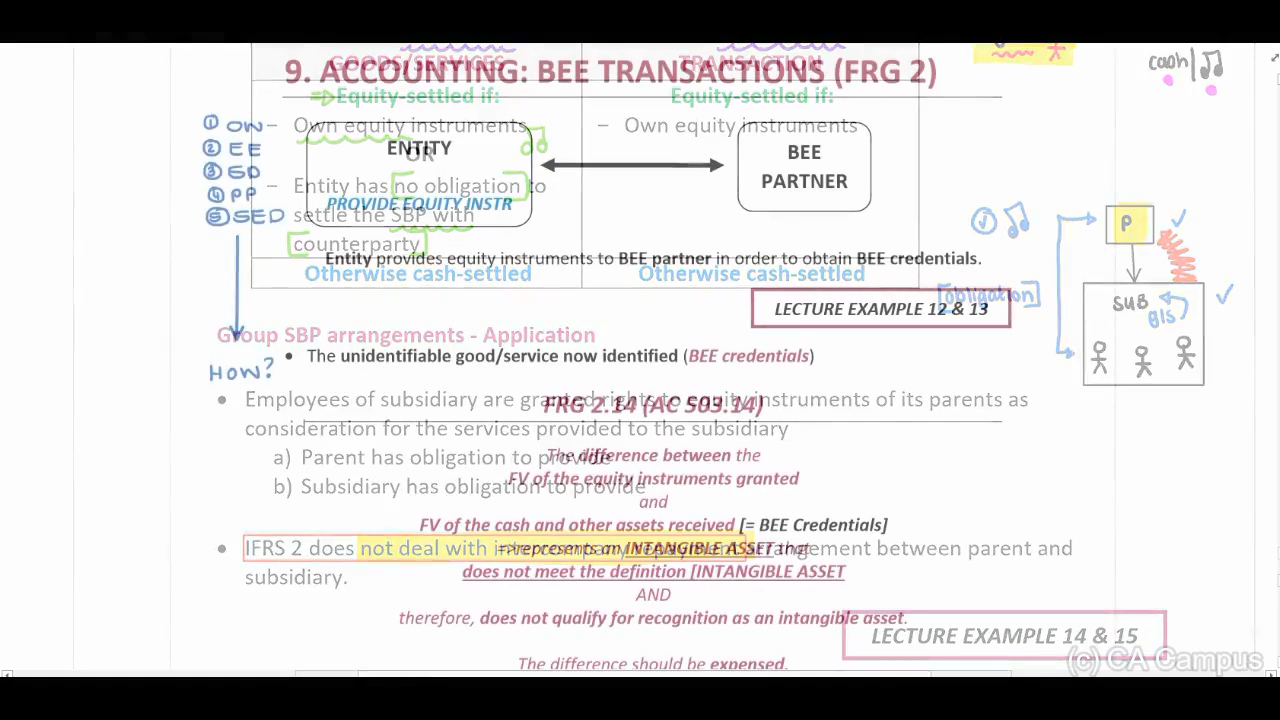 cash
GOODS/SERVICES
TRANSACTION
9. ACCOUNTING: BEE TRANSACTIONS (FRG 2)
Equity-settled if:
Equity-settled if:
① ON
② EE
③ GD
④ PP
⑤ SED
HOW?
– Own equity instruments
OR
– Entity has no obligation to
settle the SBP with
counterparty
– Own equity instruments
ENTITY
PROVIDE EQUITY INSTR
BEE
PARTNER
Entity provides equity instruments to BEE partner in order to obtain BEE credentials.
Otherwise cash-settled
Otherwise cash-settled
P
SUB
[obligation]
LECTURE EXAMPLE 12 & 13
Group SBP arrangements - Application
• The unidentifiable good/service now identified (BEE credentials)
• Employees of subsidiary are granted rights to equity instruments of its parents as
consideration for the services provided to the subsidiary
a) Parent has obligation to provide
b) Subsidiary has obligation to provide
FRG 2.14 (AC 503.14)
The difference between the
FV of the equity instruments granted
and
FV of the cash and other assets received [= BEE Credentials]
=>represents an INTANGIBLE ASSET that
does not meet the definition [INTANGIBLE ASSET
AND
therefore, does not qualify for recognition as an intangible asset.
The difference should be expensed.
• IFRS 2 does not deal with intercompany repayment arrangement between parent and
subsidiary.
LECTURE EXAMPLE 14 & 15
(c) CA Campus